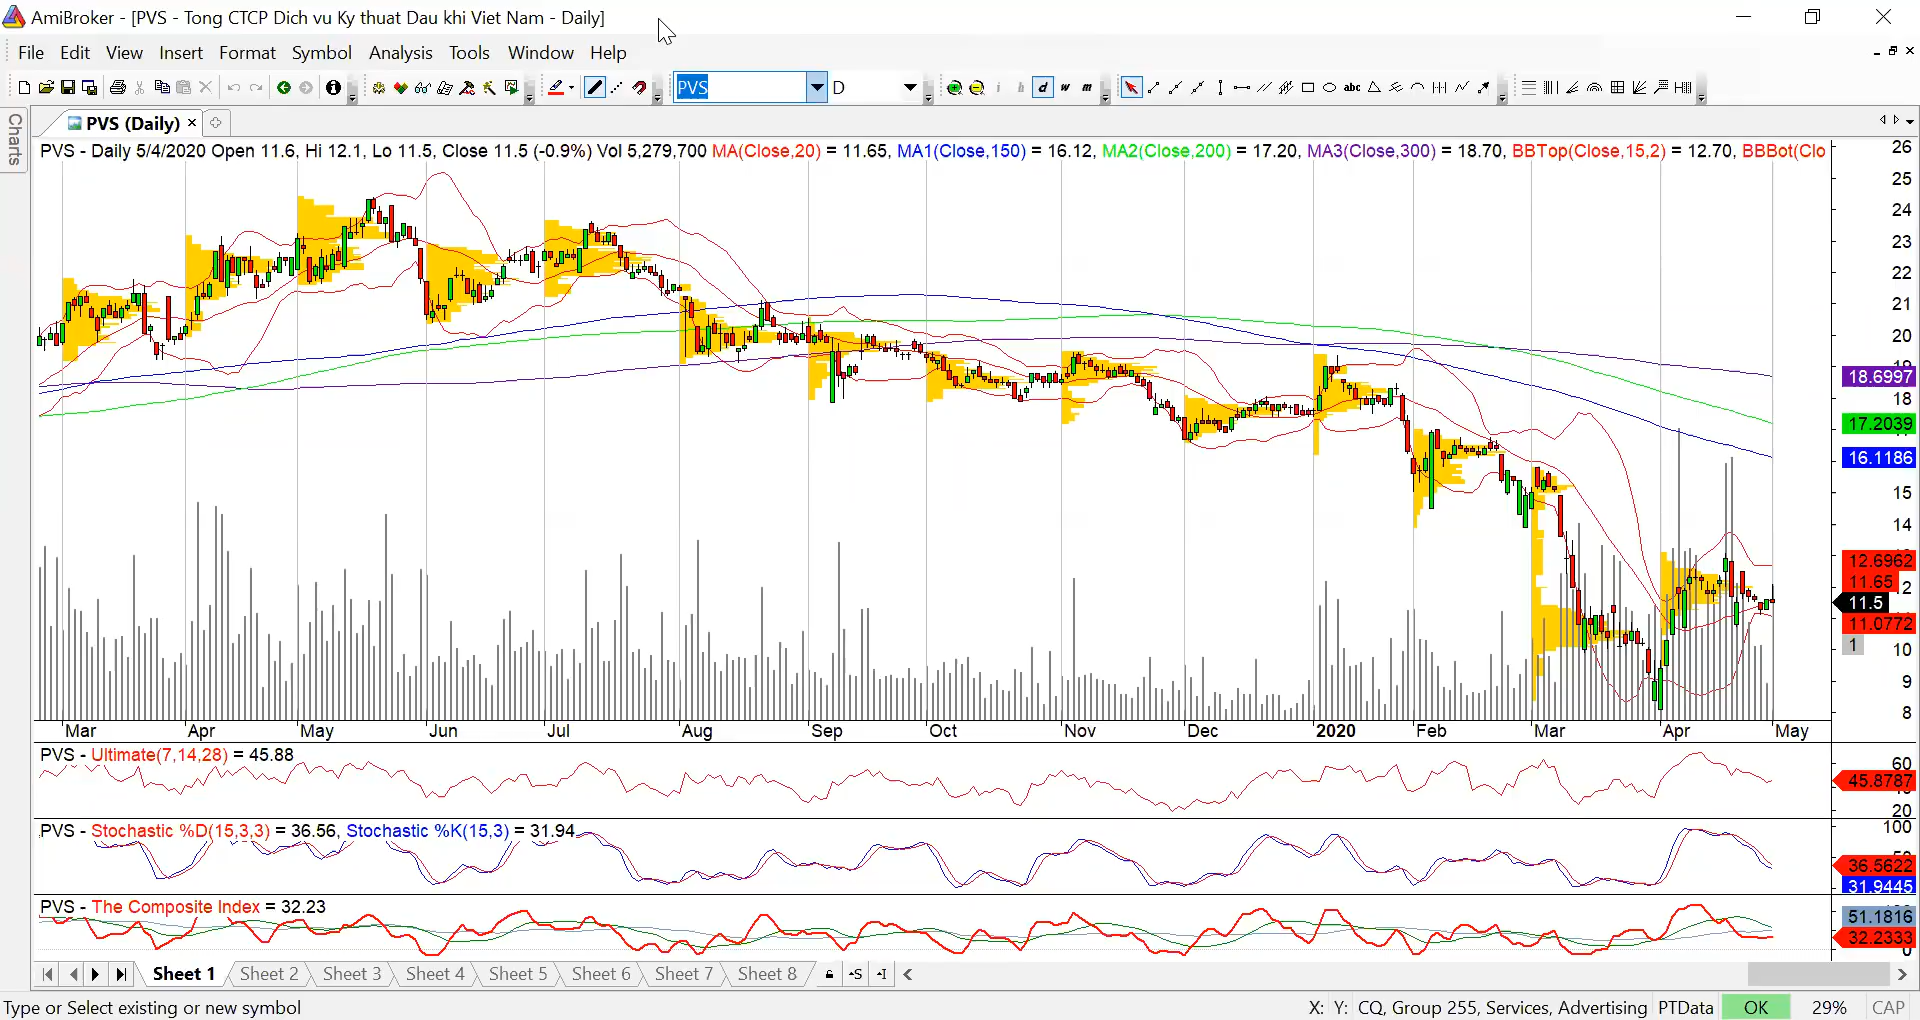 AmiBroker - [PVS - Tong CTCP Dich vu Ky thuat Dau khi Viet Nam - Daily]
File Edit View Insert Format Symbol Analysis Tools Window Help
PVS D i h d w m abc
Charts
PVS (Daily)
PVS - Daily 5/4/2020 Open 11.6, Hi 12.1, Lo 11.5, Close 11.5 (-0.9%) Vol 5,279,700 MA(Close,20) = 11.65, MA1(Close,150) = 16.12, MA2(Close,200) = 17.20, MA3(Close,300) = 18.70, BBTop(Close,15,2) = 12.70, BBBot(Clo
26
25
24
23
22
21
20
18.6997
18
17.2039
16.1186
15
14
12.6962
11.65
11.5
11.0772
1
10
9
8
Mar Apr May Jun Jul Aug Sep Oct Nov Dec 2020 Feb Mar Apr May
PVS - Ultimate(7,14,28) = 45.88
60
45.8787
20
PVS - Stochastic %D(15,3,3) = 36.56, Stochastic %K(15,3) = 31.94
100
36.5622
31.9445
PVS - The Composite Index = 32.23
51.1816
32.2333
0
Sheet 1 Sheet 2 Sheet 3 Sheet 4 Sheet 5 Sheet 6 Sheet 7 Sheet 8
Type or Select existing or new symbol X: Y: CQ, Group 255, Services, Advertising PTData OK 29% CAP